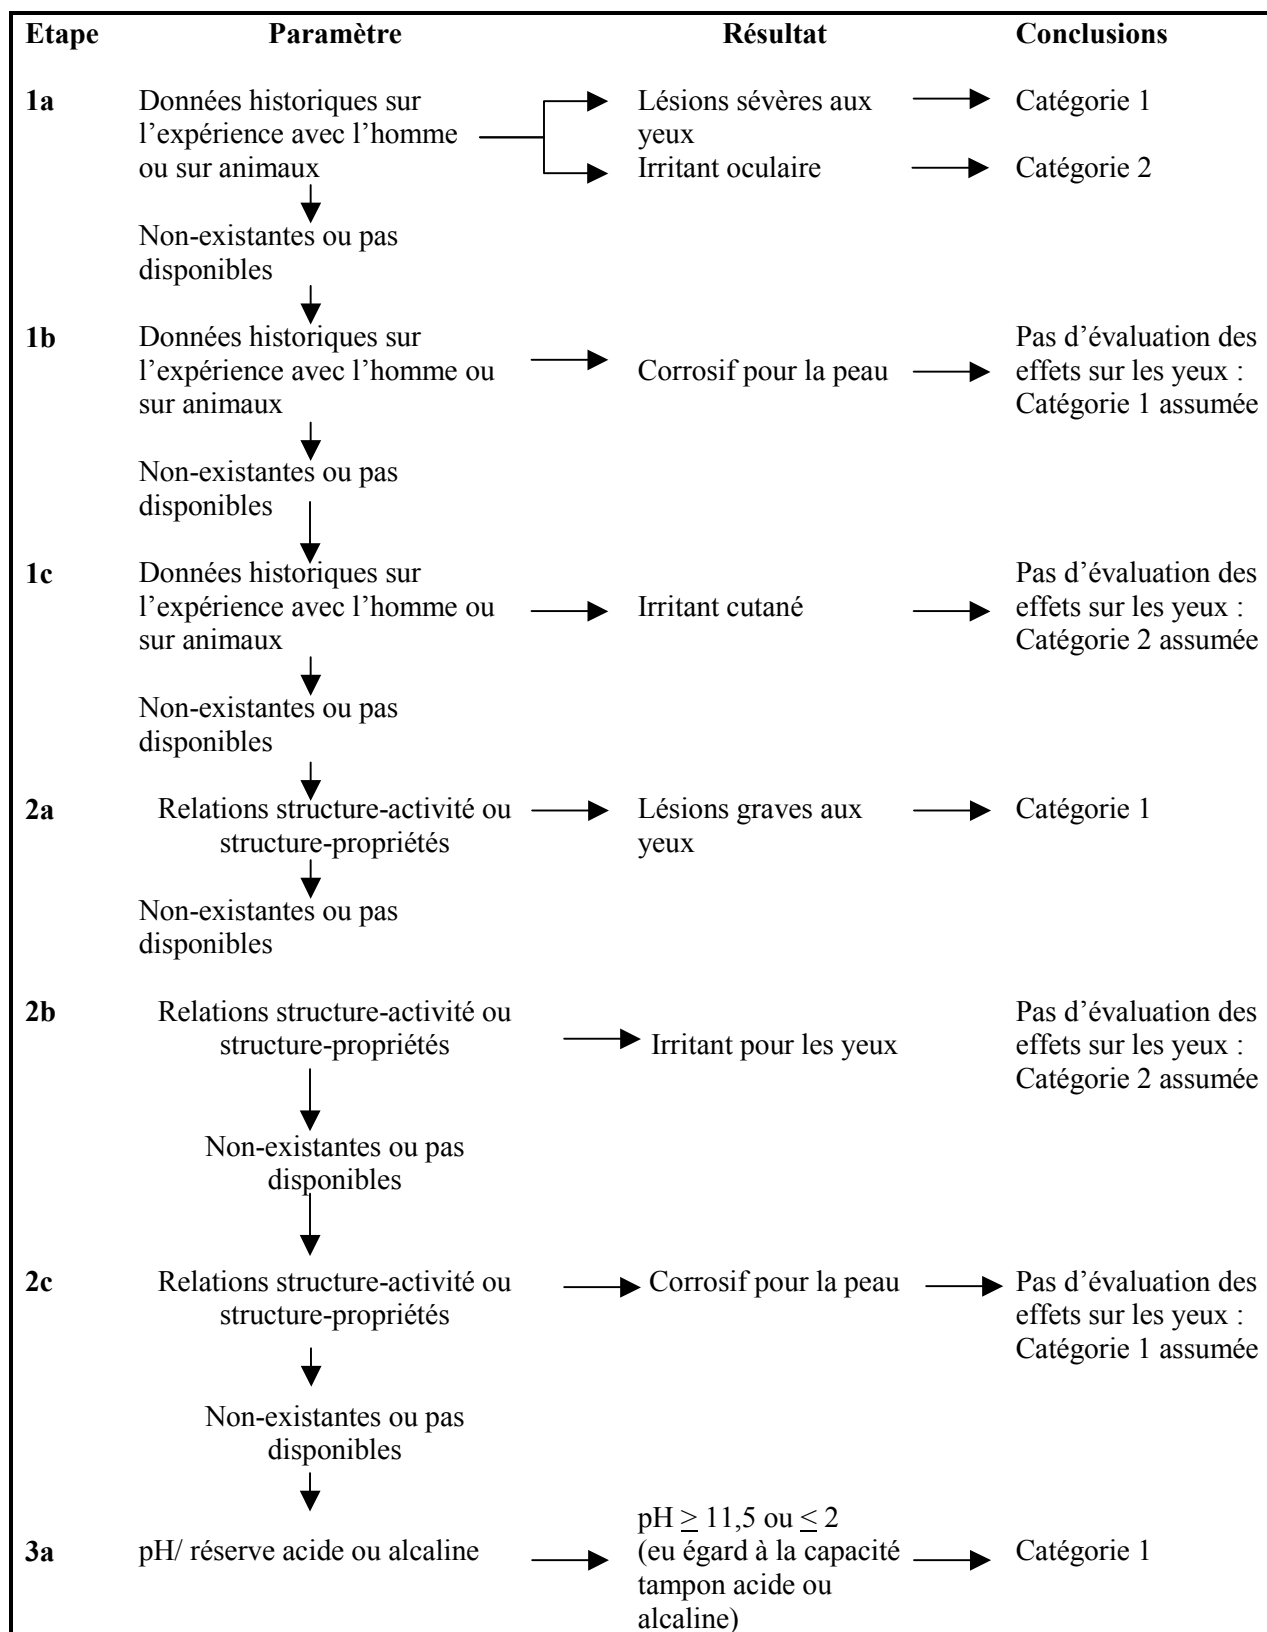 Etape Paramètre Résultat Conclusions
1a Données historiques sur Lésions sévères aux Catégorie 1
l’expérience avec l’homme yeux
ou sur animaux Irritant oculaire Catégorie 2
Non-existantes ou pas
disponibles
1b Données historiques sur Pas d’évaluation des
l’expérience avec l’homme ou Corrosif pour la peau effets sur les yeux :
sur animaux Catégorie 1 assumée
Non-existantes ou pas
disponibles
1c Données historiques sur Pas d’évaluation des
l’expérience avec l’homme ou Irritant cutané effets sur les yeux :
sur animaux Catégorie 2 assumée
Non-existantes ou pas
disponibles
2a Relations structure-activité ou Lésions graves aux Catégorie 1
structure-propriétés yeux
Non-existantes ou pas
disponibles
2b Relations structure-activité ou Pas d’évaluation des
structure-propriétés Irritant pour les yeux effets sur les yeux :
Catégorie 2 assumée
Non-existantes ou pas
disponibles
2c Relations structure-activité ou Corrosif pour la peau Pas d’évaluation des
structure-propriétés effets sur les yeux :
Catégorie 1 assumée
Non-existantes ou pas
disponibles
pH ≥ 11,5 ou ≤ 2
3a pH/ réserve acide ou alcaline (eu égard à la capacité Catégorie 1
tampon acide ou
alcaline)